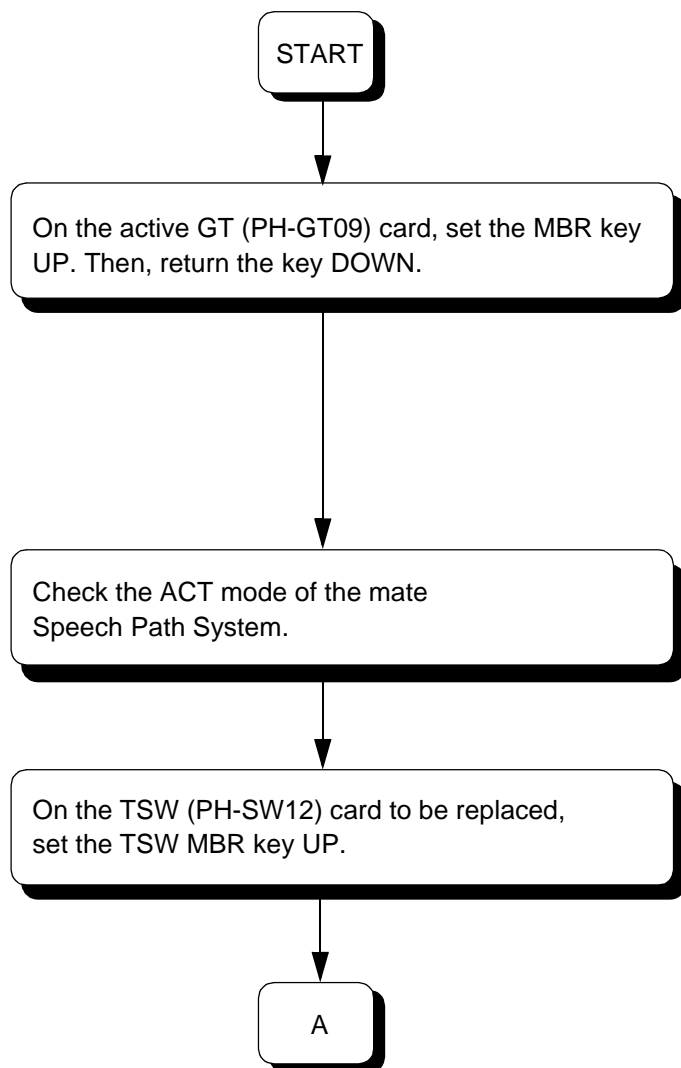 START
On the active GT (PH-GT09) card, set the MBR key
UP. Then, return the key DOWN.
Check the ACT mode of the mate
Speech Path System.
On the TSW (PH-SW12) card to be replaced,
set the TSW MBR key UP.
A